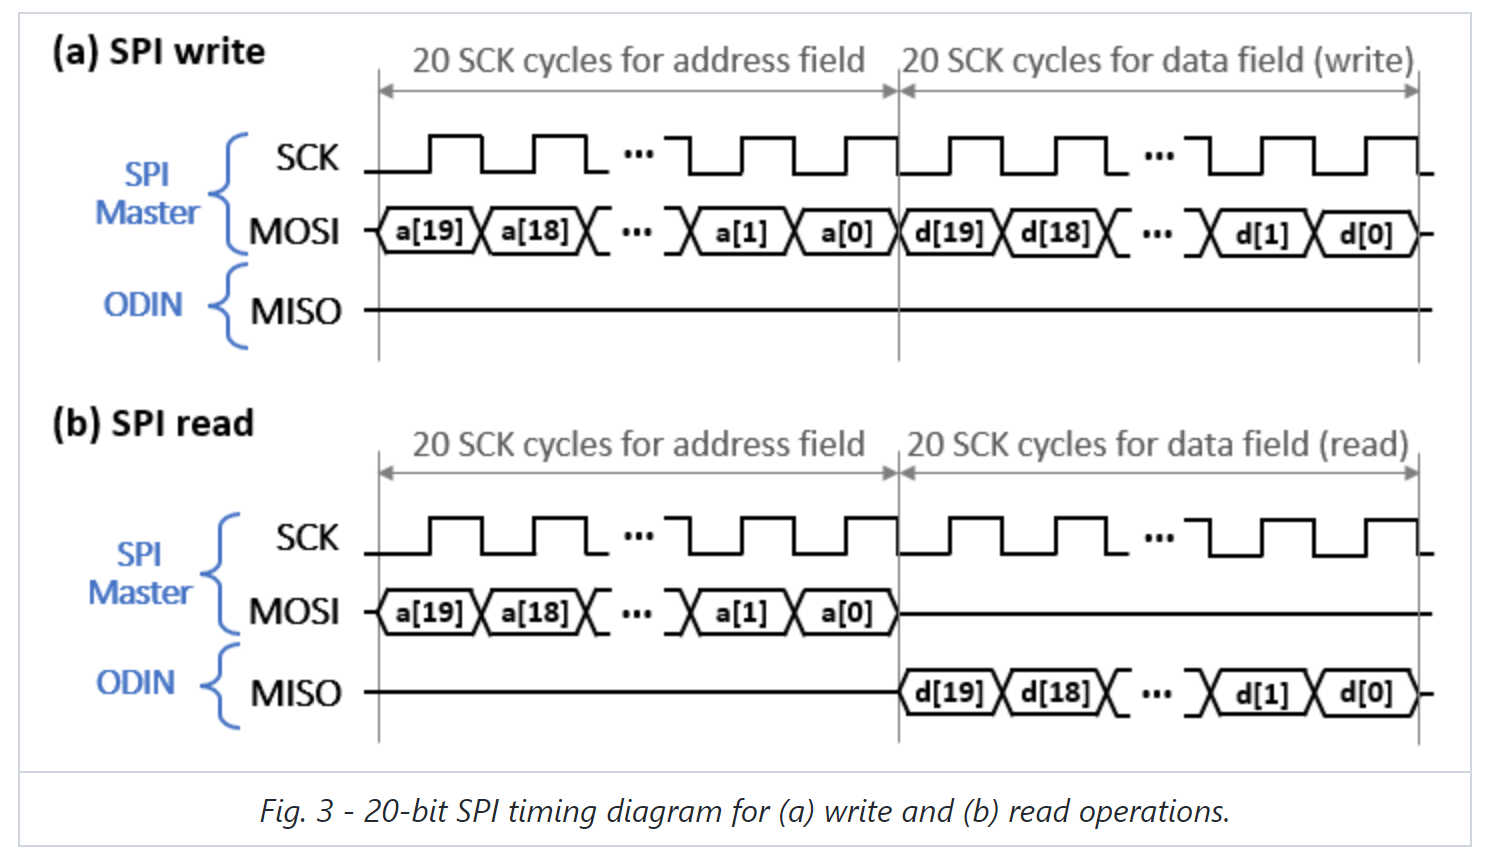 (a) SPI write
20 SCK cycles for address field
20 SCK cycles for data field (write)
SPI
Master
SCK
...
...
MOSI
a[19] a[18] ... a[1] a[0] d[19] d[18] ... d[1] d[0]
ODIN
MISO
(b) SPI read
20 SCK cycles for address field
20 SCK cycles for data field (read)
SPI
Master
SCK
...
...
MOSI
a[19] a[18] ... a[1] a[0]
ODIN
MISO
d[19] d[18] ... d[1] d[0]
Fig. 3 - 20-bit SPI timing diagram for (a) write and (b) read operations.